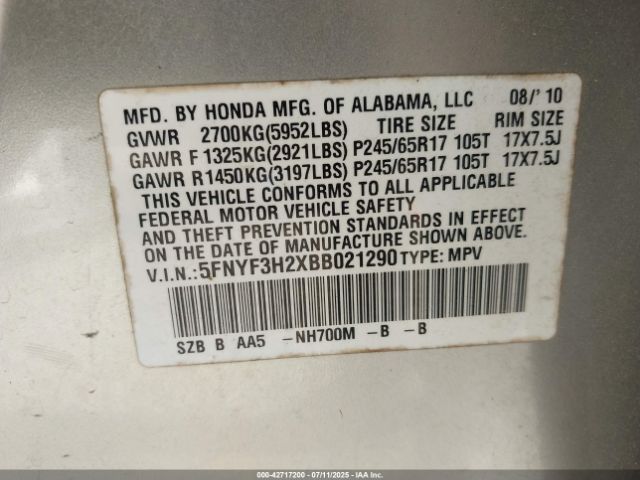 MFD. BY HONDA MFG. OF ALABAMA, LLC 08/' 10
GVWR 2700KG(5952LBS) TIRE SIZE RIM SIZE
GAWR F 1325KG(2921LBS) P245/65R17 105T 17X7.5J
GAWR R1450KG(3197LBS) P245/65R17 105T 17X7.5J
THIS VEHICLE CONFORMS TO ALL APPLICABLE
FEDERAL MOTOR VEHICLE SAFETY
AND THEFT PREVENTION STANDARDS IN EFFECT
ON THE DATE OF MANUFACTURE SHOWN ABOVE.
V.I.N.: 5FNYF3H2XBB021290 TYPE: MPV
SZB B AA5 -NH700M -B -B
000-42717200 - 07/11/2025 - IAA Inc.